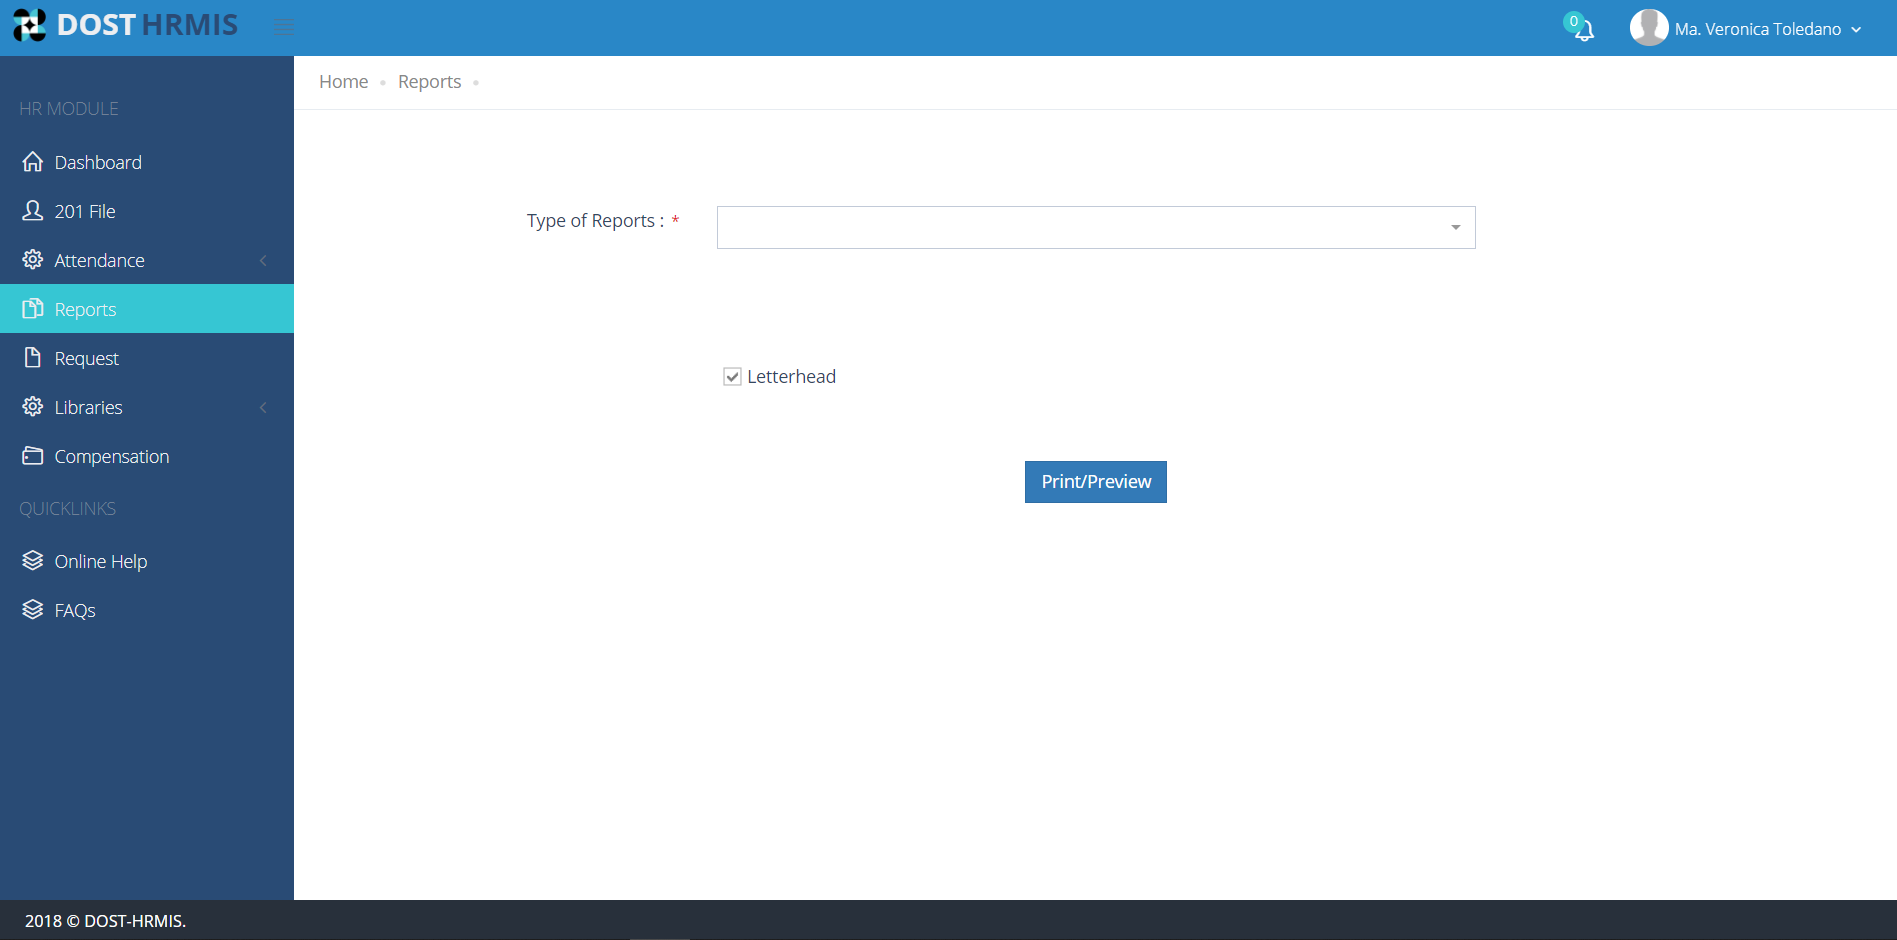 DOST HRMIS
0
Ma. Veronica Toledano
HR MODULE
Dashboard
201 File
Attendance
Reports
Request
Libraries
Compensation
QUICKLINKS
Online Help
FAQs
Home • Reports •
Type of Reports : *
Letterhead
Print/Preview
2018 © DOST-HRMIS.